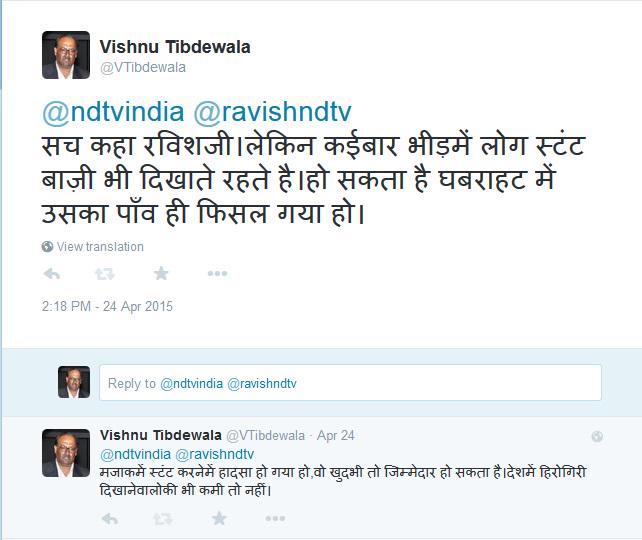 Vishnu Tibdewala
@VTibdewala
@ndtvindia @ravishndtv
सच कहा रविशजी।लेकिन कईबार भीड़में लोग स्टंट
बाज़ी भी दिखाते रहते है।हो सकता है घबराहट में
उसका पाँव ही फिसल गया हो।
View translation
2:18 PM - 24 Apr 2015
Reply to @ndtvindia @ravishndtv
Vishnu Tibdewala @VTibdewala · Apr 24
@ndtvindia @ravishndtv
मजाकमें स्टंट करनेमें हादसा हो गया हो,वो खुदभी तो जिम्मेदार हो सकता है।देशमें हिरोगिरी
दिखानेवालोकी भी कमी तो नहीं।